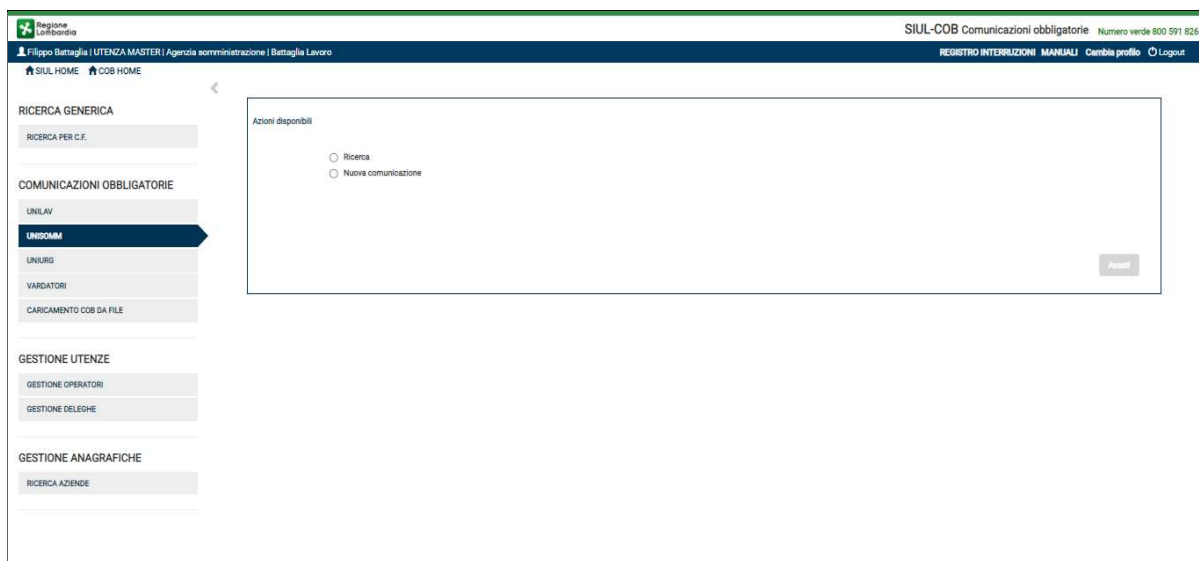 Regione
Lombardia
SIUL-COB Comunicazioni obbligatorie Numero verde 800 591 826
Filippo Battaglia | UTENZA MASTER | Agenzia somministrazione | Battaglia Lavoro
REGISTRO INTERRUZIONI MANUALI Cambia profilo Logout
SIUL HOME COB HOME
RICERCA GENERICA
RICERCA PER C.F.
COMUNICAZIONI OBBLIGATORIE
UNILAV
UNISOMM
UNIURG
VARDATORI
CARICAMENTO COB DA FILE
GESTIONE UTENZE
GESTIONE OPERATORI
GESTIONE DELEGHE
GESTIONE ANAGRAFICHE
RICERCA AZIENDE
Azioni disponibili
Ricerca
Nuova comunicazione
Avanti